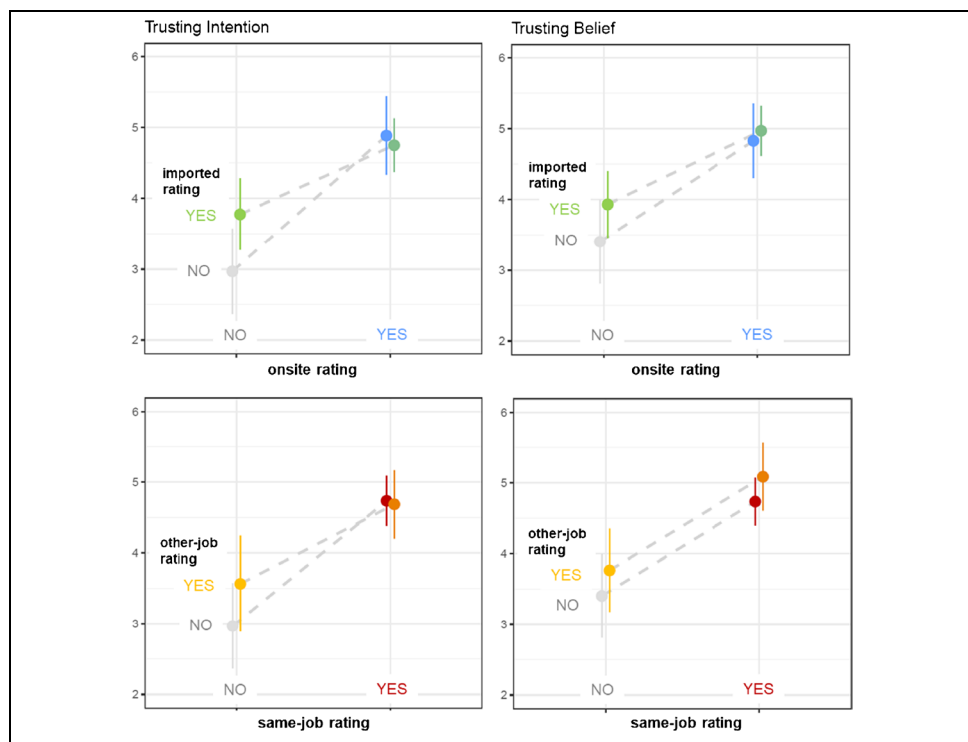 Trusting Intention
Trusting Belief
6
5
4
3
2
imported
rating
YES
NO
NO
YES
onsite rating
6
5
4
3
2
imported
rating
YES
NO
NO
YES
onsite rating
6
5
4
3
2
other-job
rating
YES
NO
NO
YES
same-job rating
6
5
4
3
2
other-job
rating
YES
NO
NO
YES
same-job rating